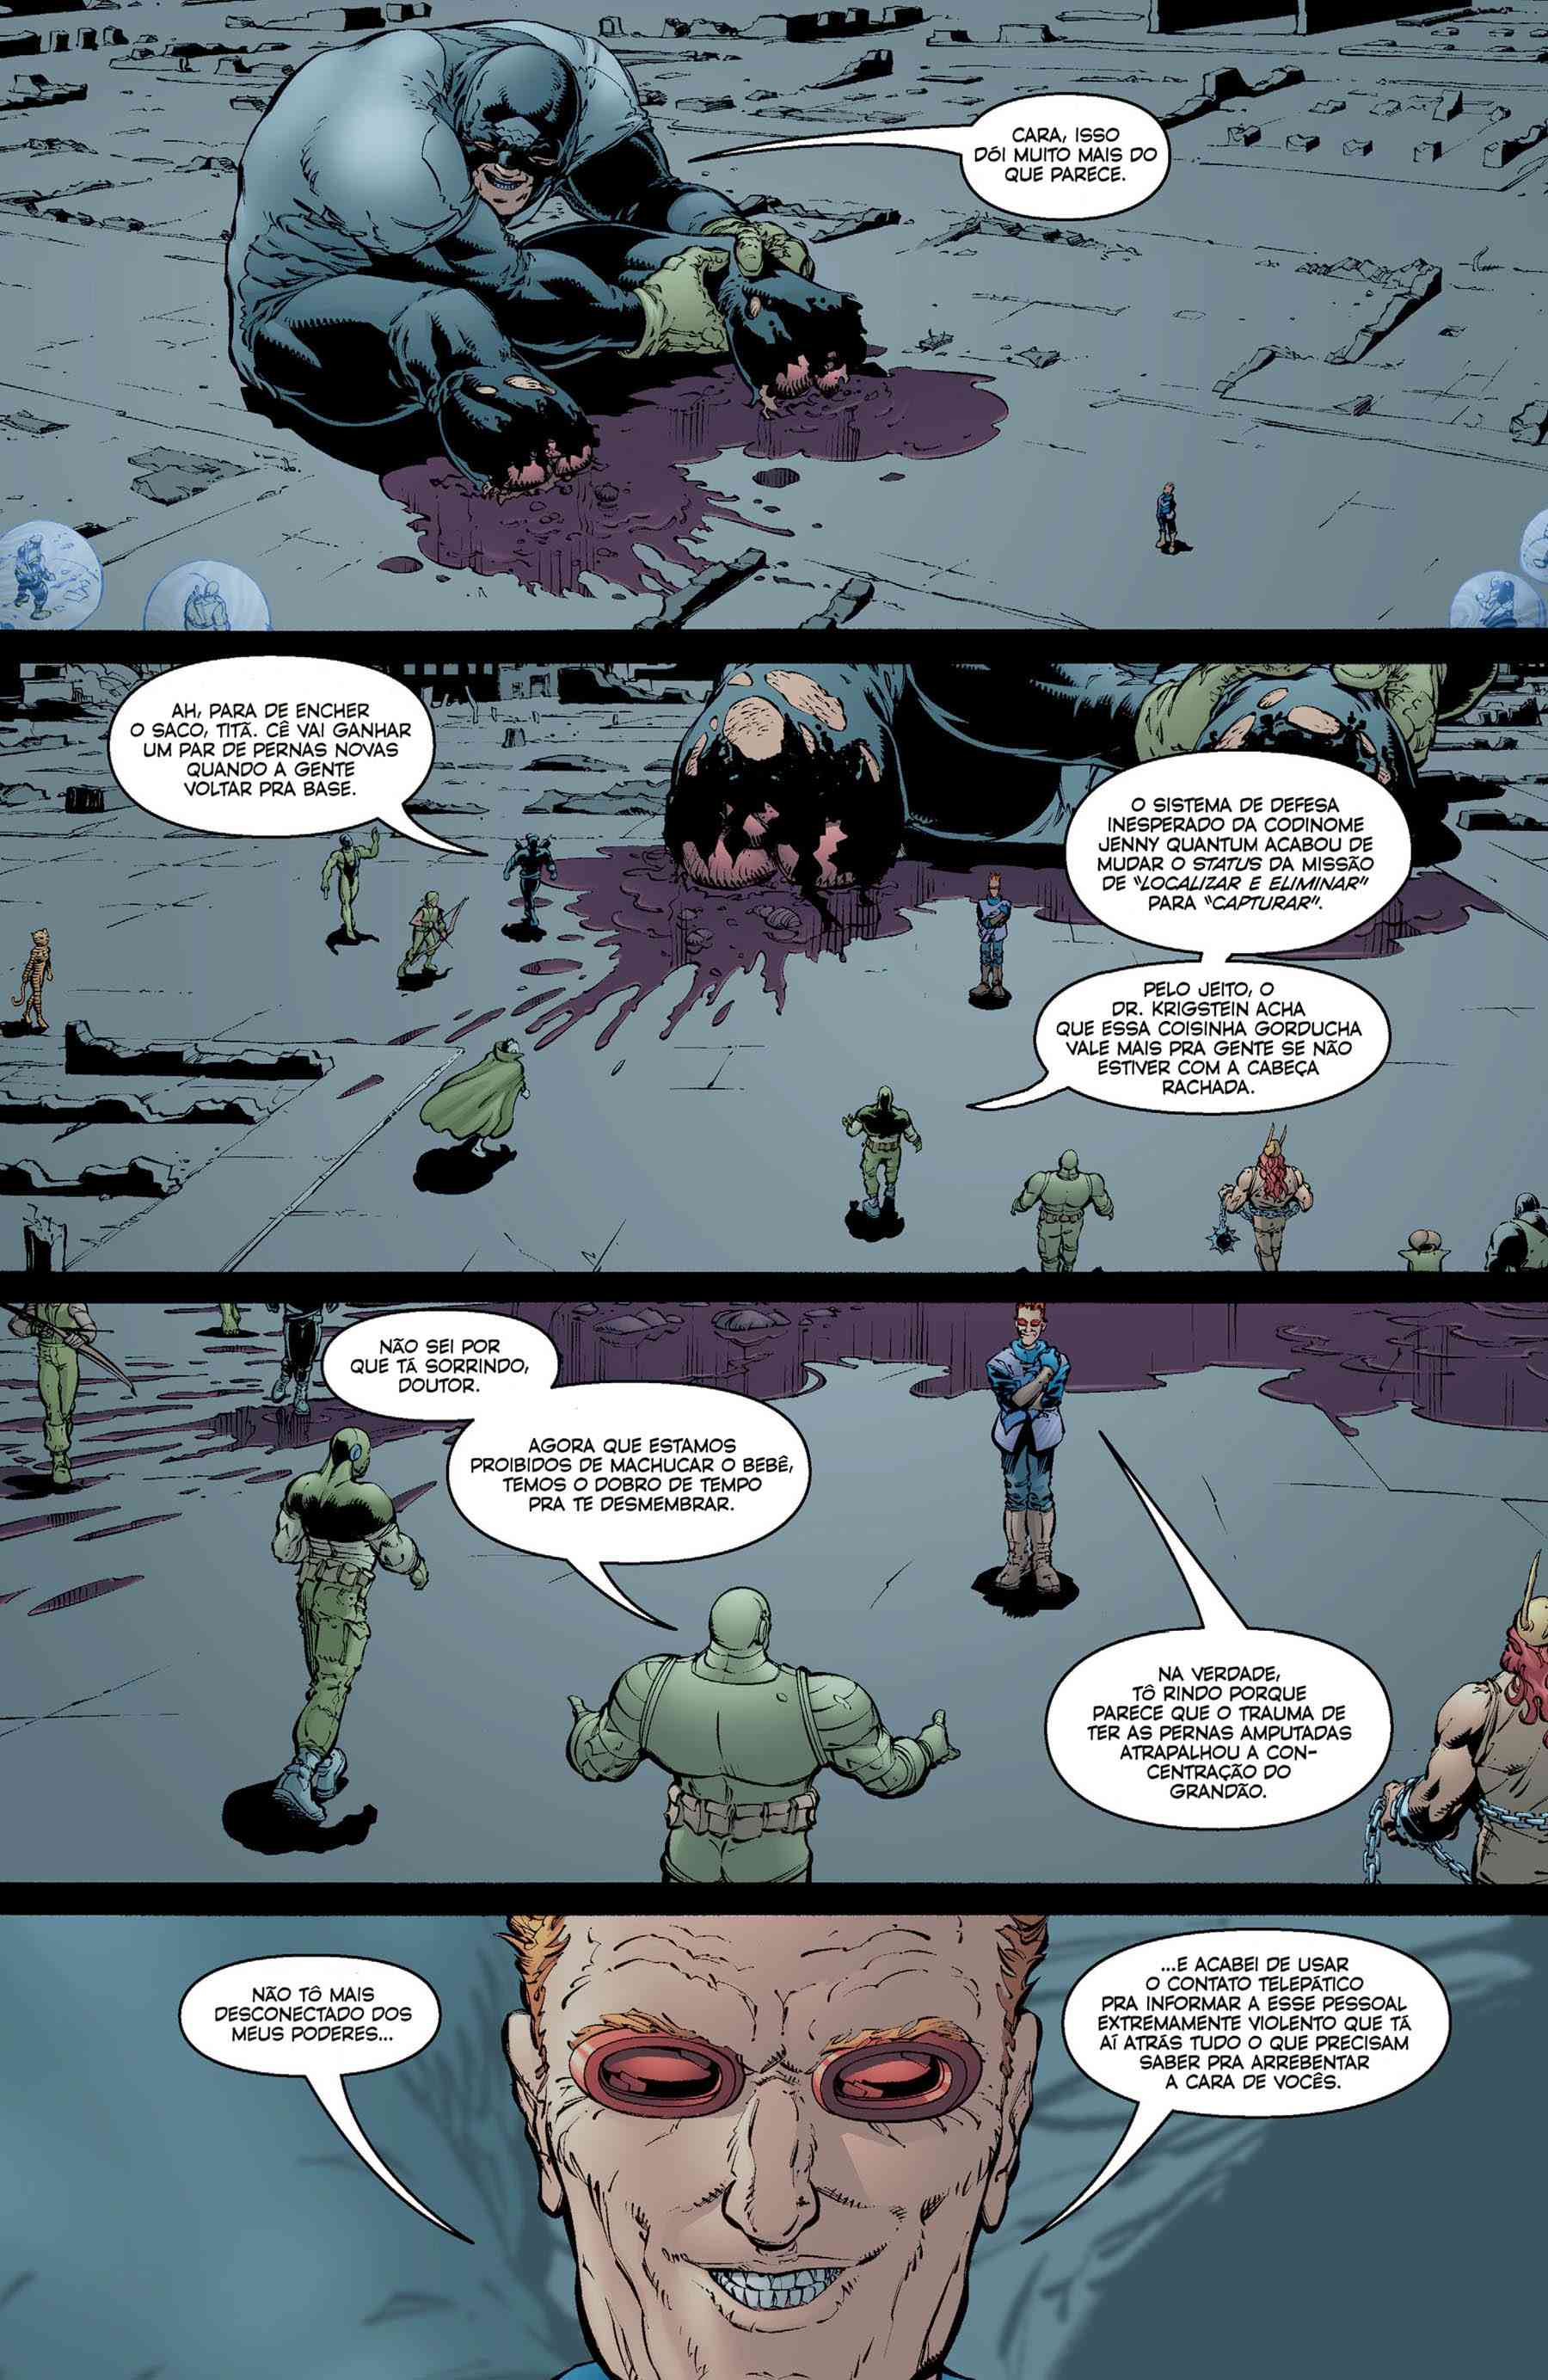 CARA, ISSO
DÓI MUITO MAIS DO
QUE PARECE.
AH, PARA DE ENCHER
O SACO, TITÃ. CÊ VAI GANHAR
UM PAR DE PERNAS NOVAS
QUANDO A GENTE
VOLTAR PRA BASE.
O SISTEMA DE DEFESA
INESPERADO DA CODINOME
JENNY QUANTUM ACABOU DE
MUDAR O STATUS DA MISSÃO
DE "LOCALIZAR E ELIMINAR"
PARA "CAPTURAR".
PELO JEITO, O
DR. KRIGSTEIN ACHA
QUE ESSA COISINHA GORDUCHA
VALE MAIS PRA GENTE SE NÃO
ESTIVER COM A CABEÇA
RACHADA.
NÃO SEI POR
QUE TÁ SORRINDO,
DOUTOR.
AGORA QUE ESTAMOS
PROIBIDOS DE MACHUCAR O BEBÊ,
TEMOS O DOBRO DE TEMPO
PRA TE DESMEMBRAR.
NA VERDADE,
TÔ RINDO PORQUE
PARECE QUE O TRAUMA DE
TER AS PERNAS AMPUTADAS
ATRAPALHOU A CON-
CENTRAÇÃO DO
GRANDÃO.
NÃO TÔ MAIS
DESCONECTADO DOS
MEUS PODERES...
...E ACABEI DE USAR
O CONTATO TELEPÁTICO
PRA INFORMAR A ESSE PESSOAL
EXTREMAMENTE VIOLENTO QUE TÁ
AÍ ATRÁS TUDO O QUE PRECISAM
SABER PRA ARREBENTAR
A CARA DE VOCÊS.